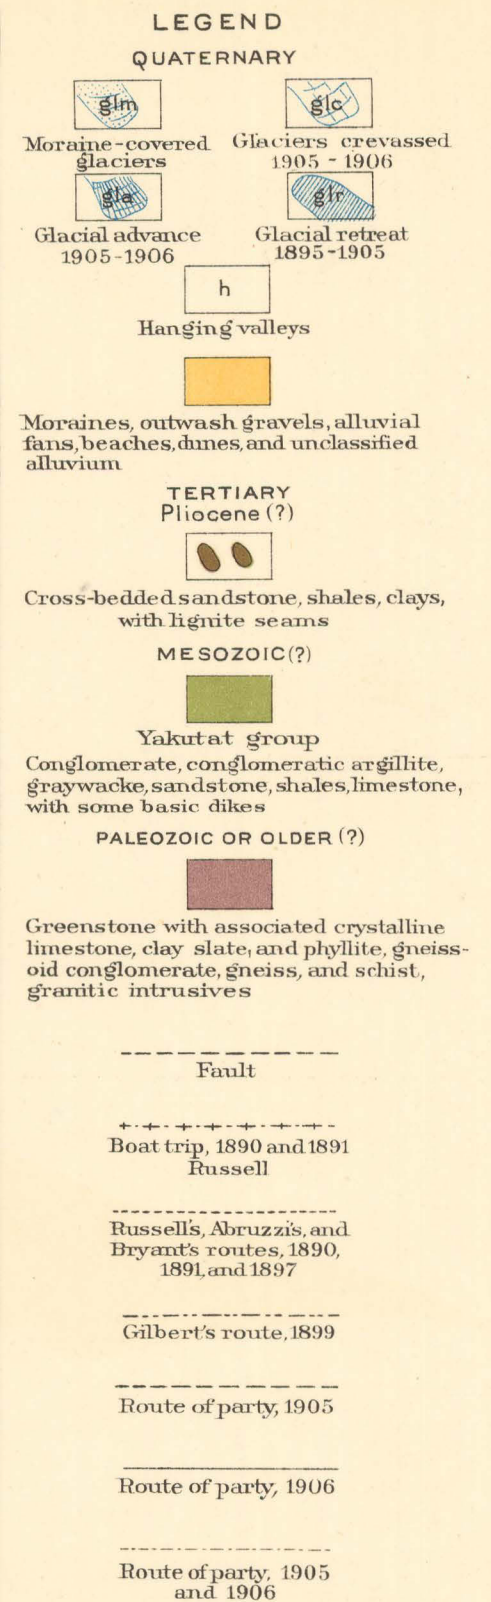 LEGEND
QUATERNARY
glm
glc
Moraine-covered
glaciers
Glaciers crevassed
1905 - 1906
gla
glr
Glacial advance
1905-1906
Glacial retreat
1895-1905
h
Hanging valleys
Moraines, outwash gravels, alluvial
fans, beaches, dunes, and unclassified
alluvium
TERTIARY
Pliocene (?)
Cross-bedded sandstone, shales, clays,
with lignite seams
MESOZOIC (?)
Yakutat group
Conglomerate, conglomeratic argillite,
graywacke, sandstone, shales, limestone,
with some basic dikes
PALEOZOIC OR OLDER (?)
Greenstone with associated crystalline
limestone, clay slate, and phyllite, gneiss-
oid conglomerate, gneiss, and schist,
granitic intrusives
Fault
Boat trip, 1890 and 1891
Russell
Russell's, Abruzzi's, and
Bryant's routes, 1890,
1891, and 1897
Gilbert's route, 1899
Route of party, 1905
Route of party, 1906
Route of party, 1905
and 1906